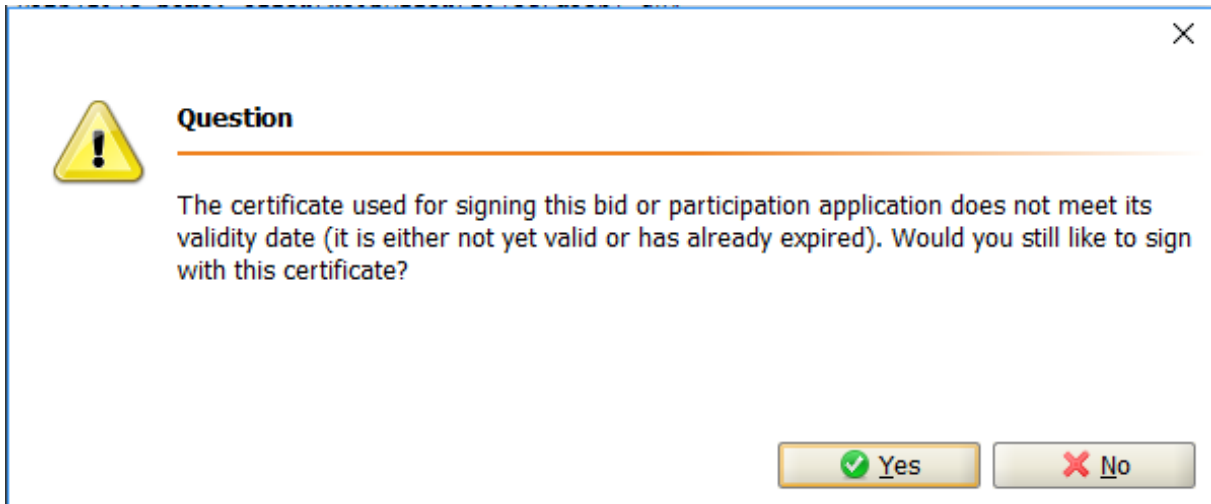 Question
The certificate used for signing this bid or participation application does not meet its
validity date (it is either not yet valid or has already expired). Would you still like to sign
with this certificate?
Yes
No